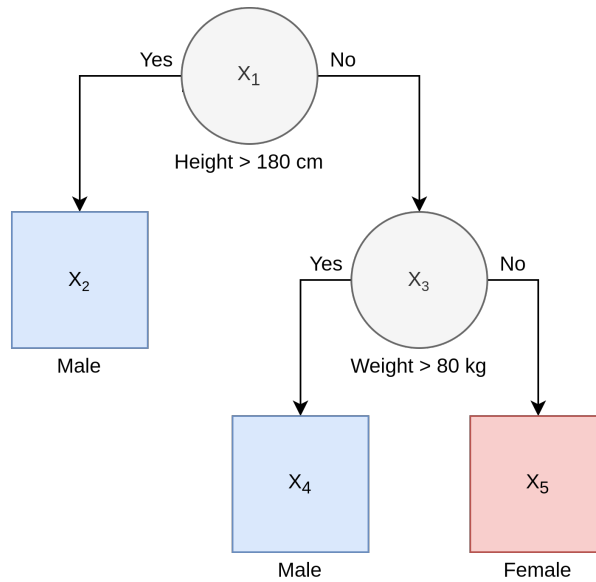 Yes
X₁
No
Height > 180 cm
X₂
Male
Yes
X₃
No
Weight > 80 kg
X₄
Male
X₅
Female